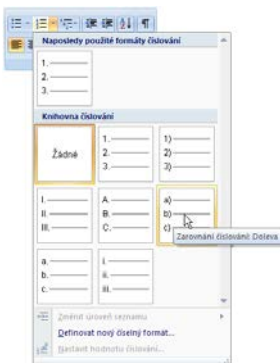 Naposledy použité formáty číslování
1.
2.
3.
Knihovna číslování
Žádné
1.
2.
3.
1)
2)
3)
I.
II.
III.
A.
B.
C.
a)
b)
c)
Zarovnání číslování: Doleva
a.
b.
c.
i.
ii.
iii.
Změnit úroveň seznamu
Definovat nový číselný formát...
Nastavit hodnotu číslování...